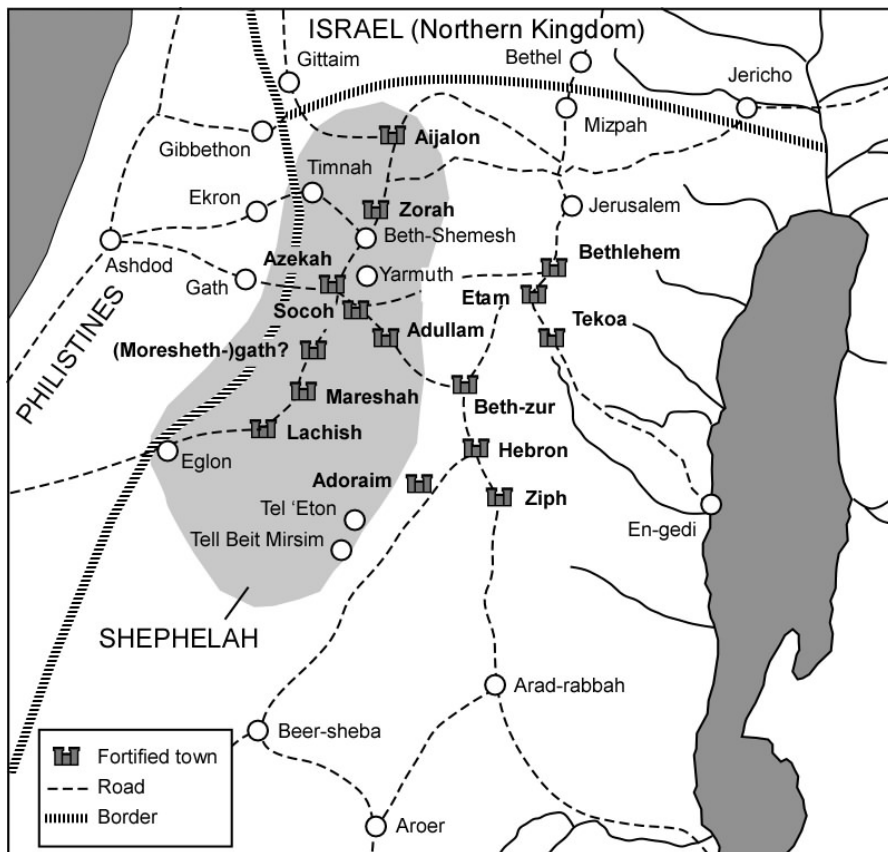 ISRAEL (Northern Kingdom)
Gittaim
Bethel
Jericho
Mizpah
Gibbethon
Aijalon
Timnah
Ekron
Zorah
Jerusalem
Beth-Shemesh
Ashdod
Azekah
Bethlehem
Gath
Yarmuth
Etam
Socoh
Tekoa
Adullam
PHILISTINES
(Moresheth-)gath?
Mareshah
Beth-zur
Lachish
Hebron
Eglon
Adoraim
Ziph
Tel ‘Eton
En-gedi
Tell Beit Mirsim
SHEPHELAH
Arad-rabbah
Beer-sheba
Fortified town
Road
Border
Aroer